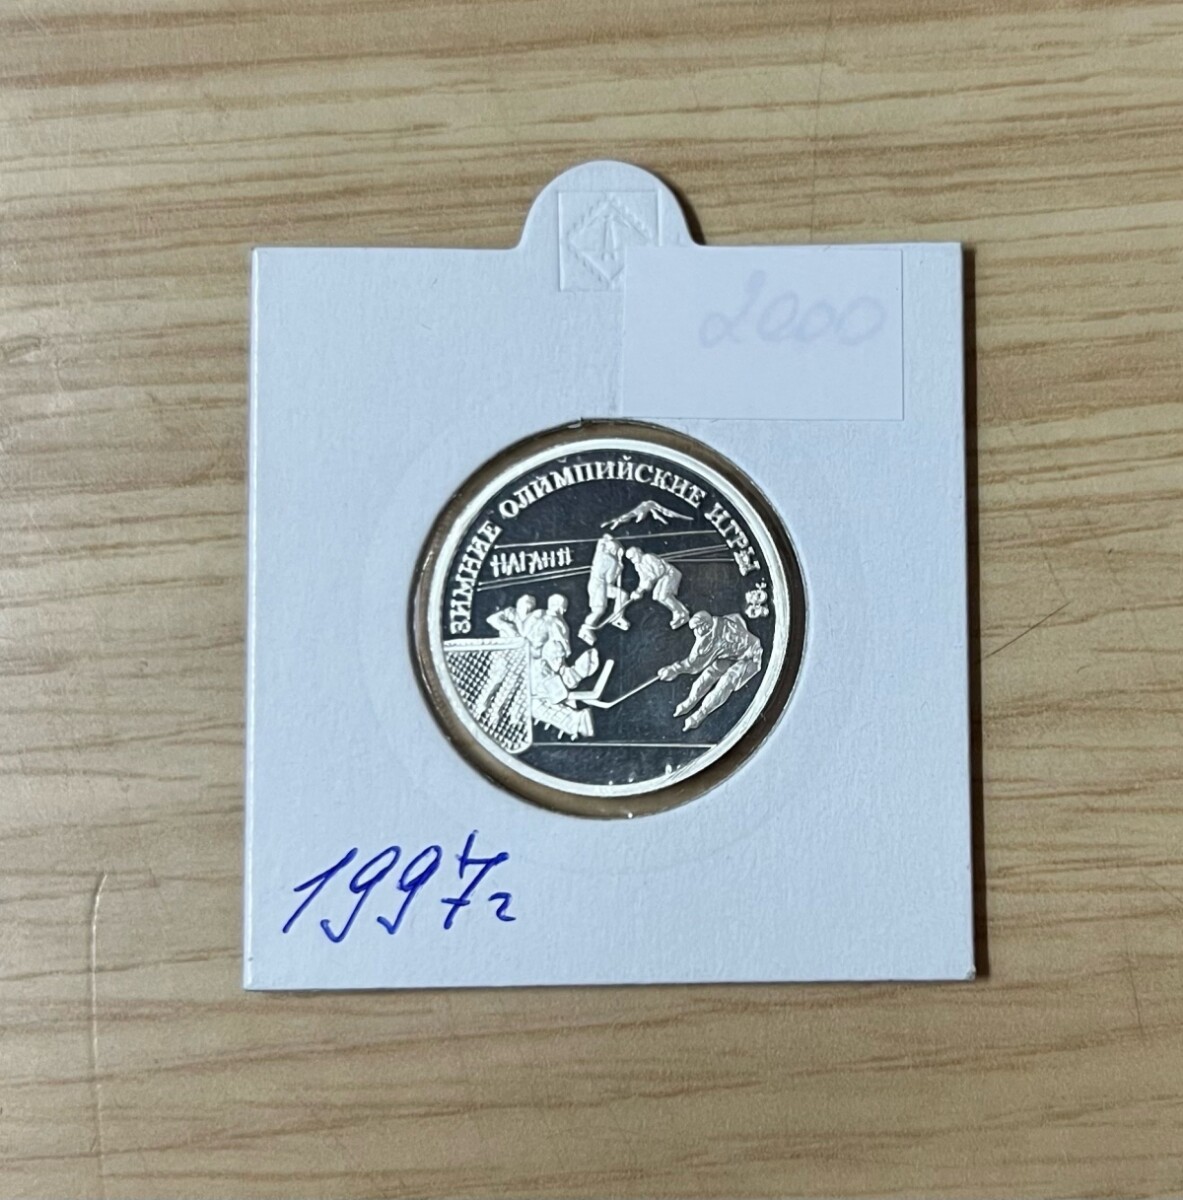 2000
ЗИМНИЕ ОЛИМПИЙСКИЕ ИГРЫ '98
НАГАНО
1997г